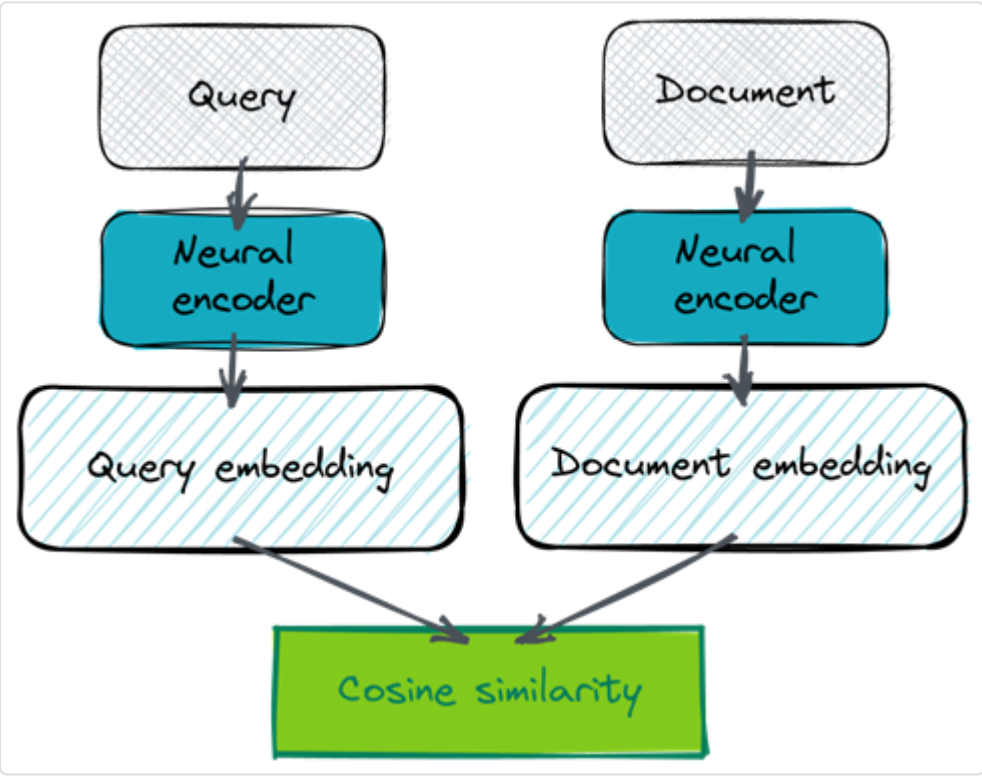 Query
Document
Neural
encoder
Neural
encoder
Query embedding
Document embedding
Cosine similarity